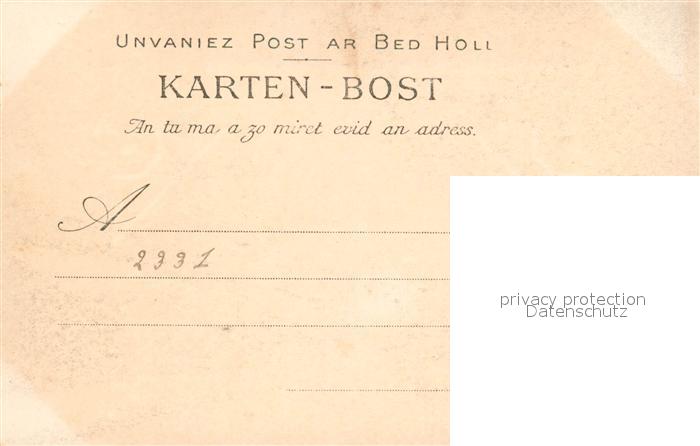 UNVANIEZ POST AR BED HOLL
KARTEN-BOST
An tu ma a zo miret evid an adress.
A
2331
privacy protection
Datenschutz